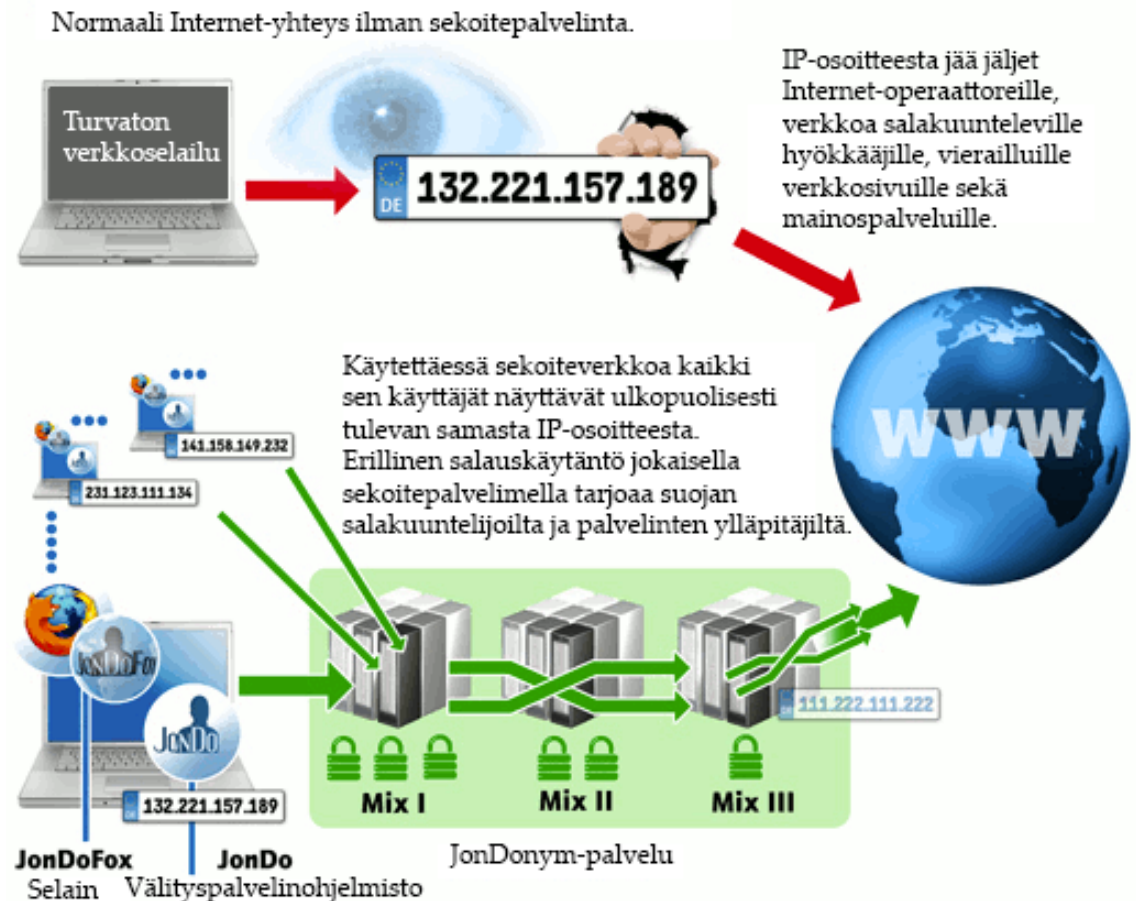 Normaali Internet-yhteys ilman sekoitepalvelinta.
Turvaton
verkkoselailu
DE
132.221.157.189
IP-osoitteesta jää jäljet
Internet-operaattoreille,
verkkoa salakuunteleville
hyökkääjille, vierailluille
verkkosivuille sekä
mainospalveluille.
WWW
Käytettäessä sekoiteverkkoa kaikki
sen käyttäjät näyttävät ulkopuolisesti
tulevan samasta IP-osoitteesta.
Erillinen salauskäytäntö jokaisella
sekoitepalvelimella tarjoaa suojan
salakuuntelijoilta ja palvelinten ylläpitäjiltä.
141.158.149.232
231.123.111.134
JonDoFox
JonDo
DE
132.221.157.189
111.222.111.222
Mix I
Mix II
Mix III
JonDonym-palvelu
JonDoFox
Selain
JonDo
Välityspalvelinohjelmisto